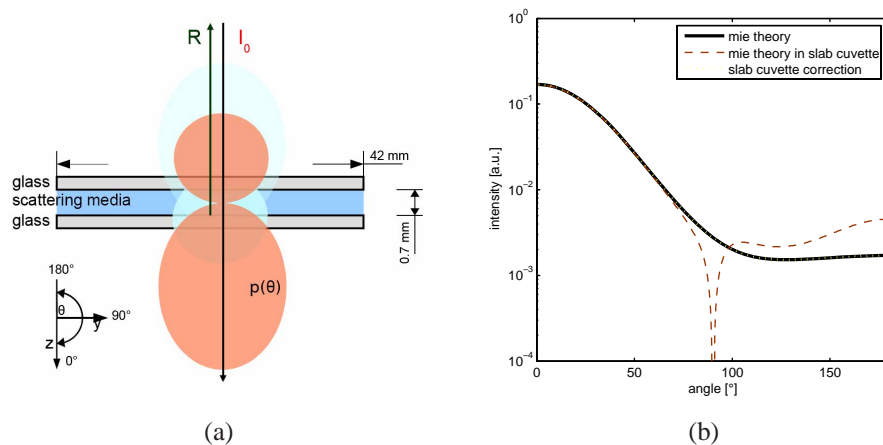 R
I0
42 mm
glass
scattering media
glass
0.7 mm
p(θ)
180°
θ
90°
y
z
0°
(a)
10^0
10^-1
10^-2
10^-3
10^-4
intensity [a.u.]
mie theory
mie theory in slab cuvette
slab cuvette correction
0
50
100
150
angle [°]
(b)